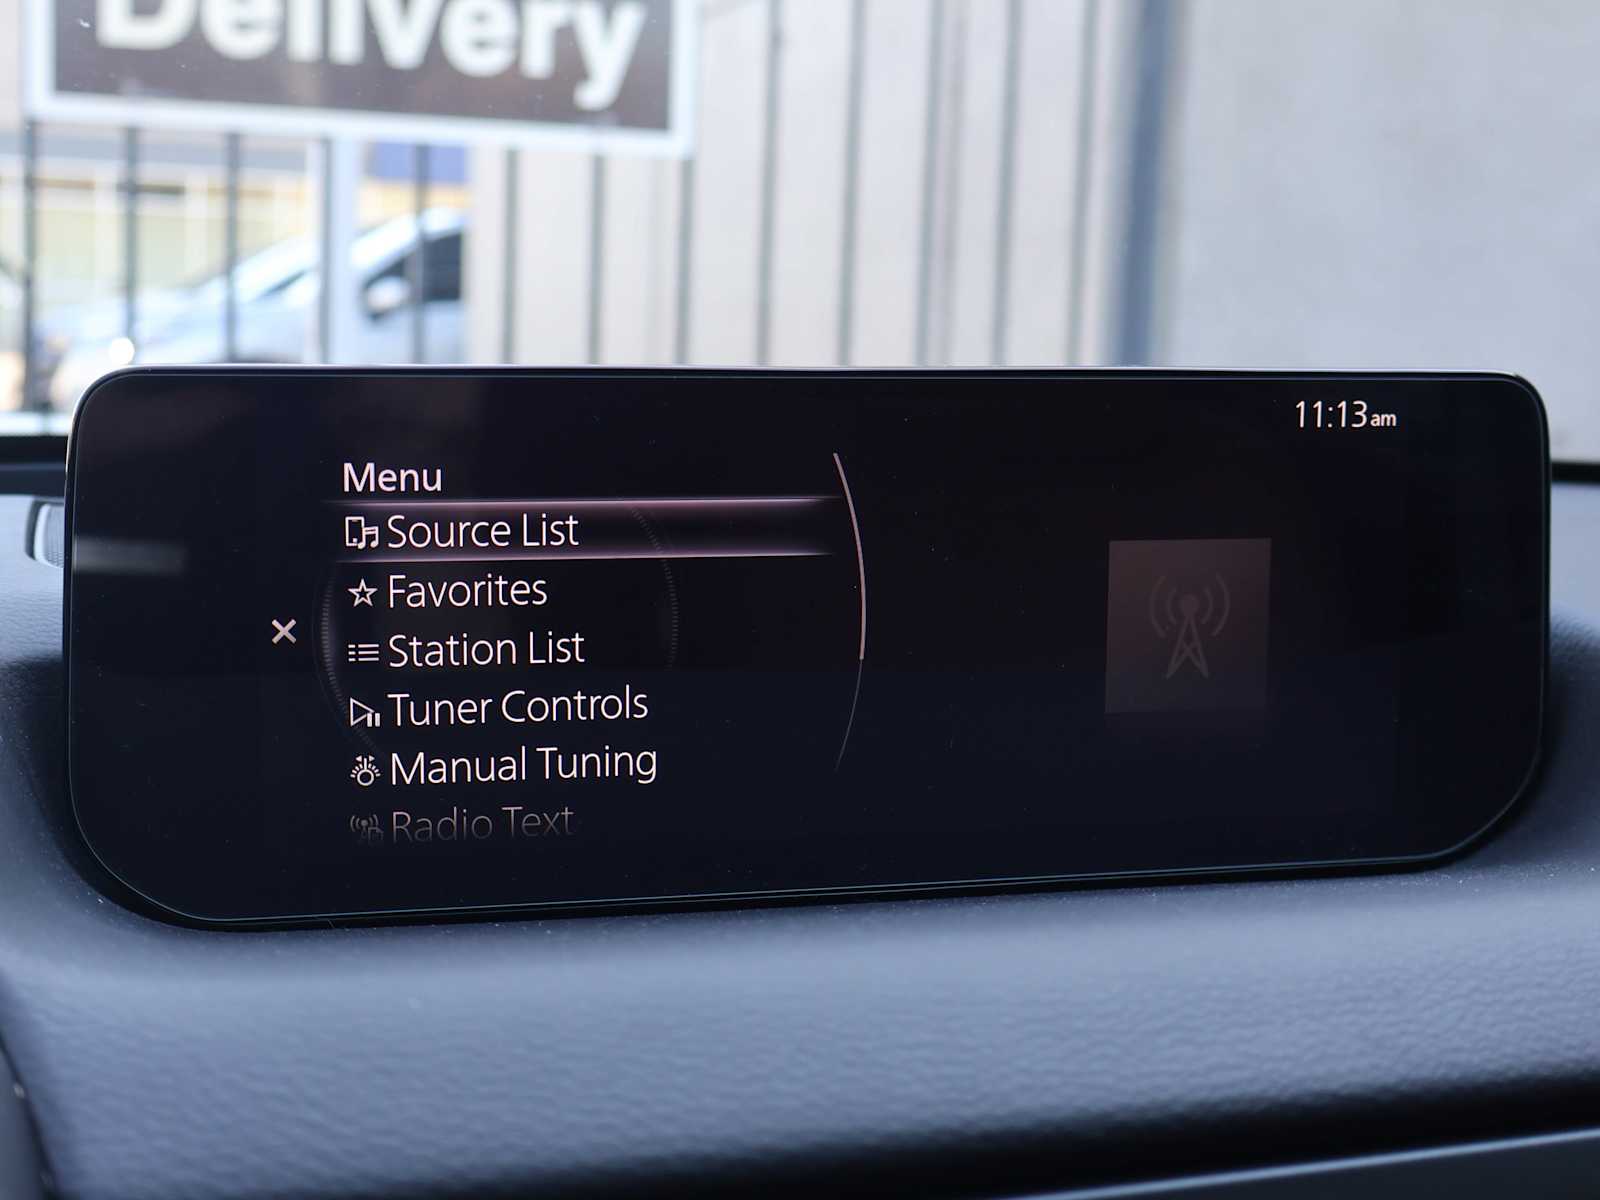 Delivery
11:13am
Menu
Source List
Favorites
Station List
Tuner Controls
Manual Tuning
Radio Text